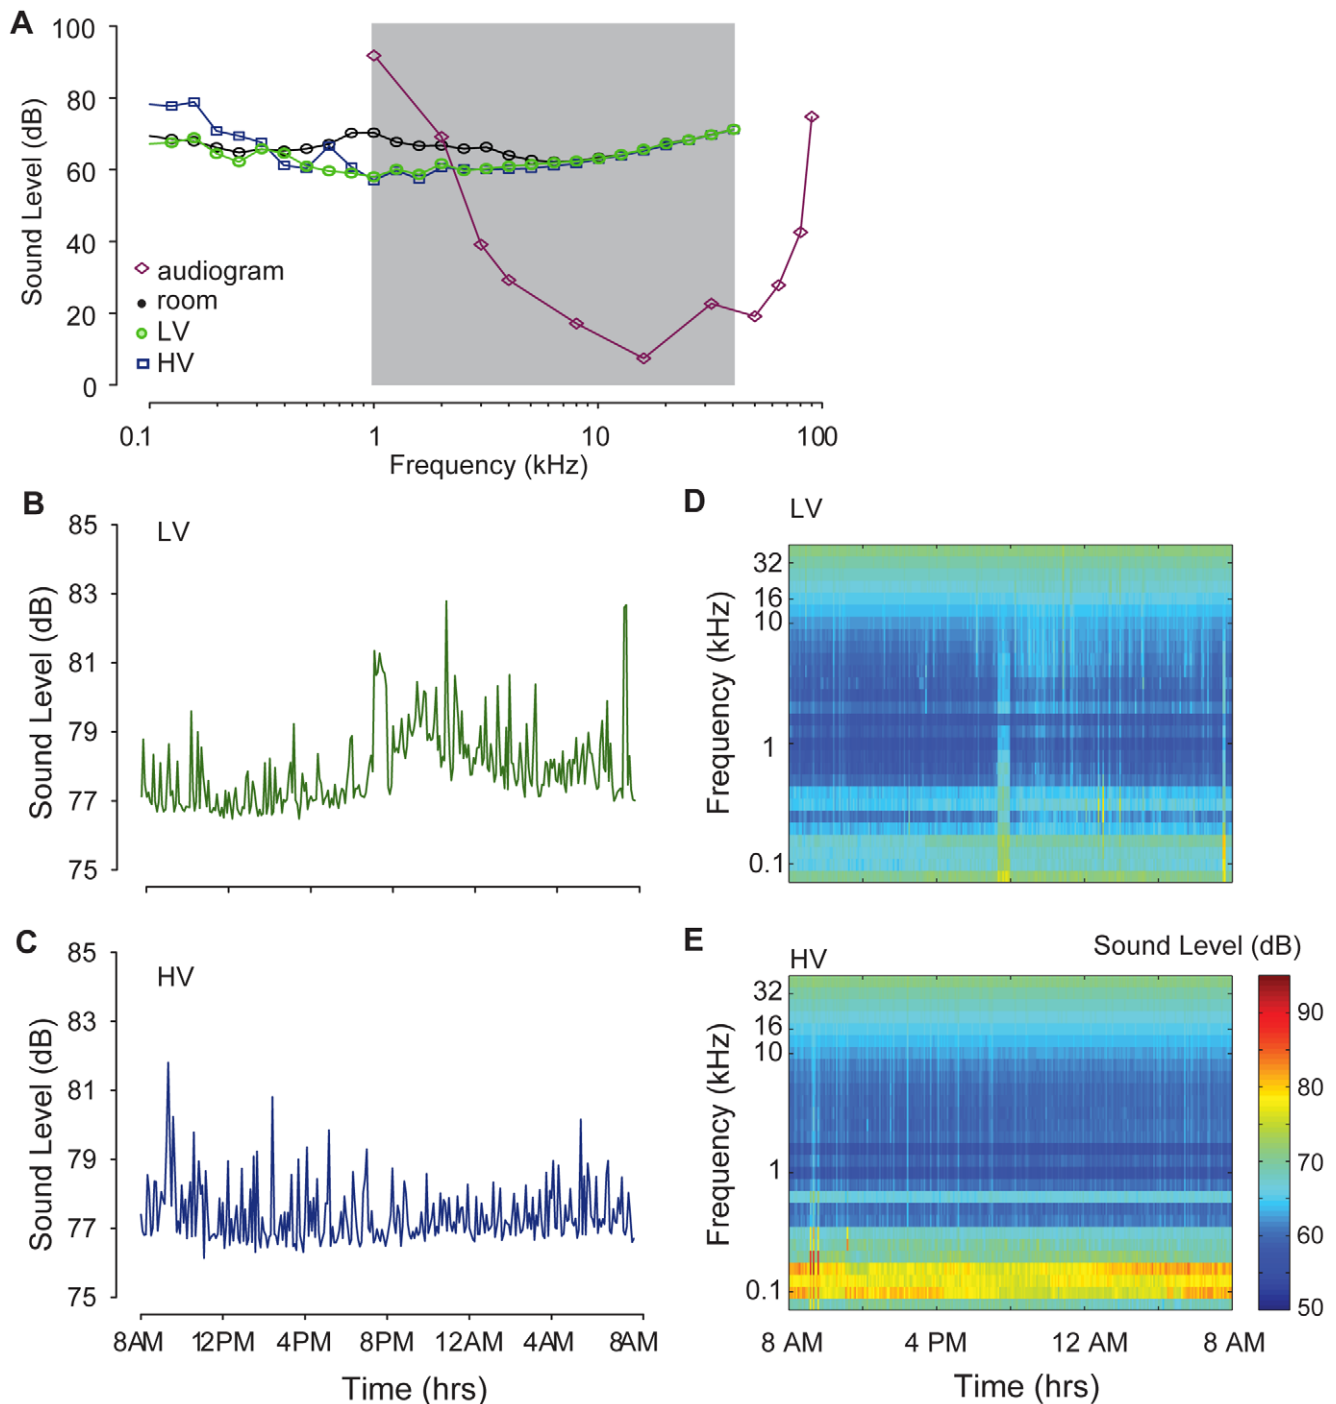 A
100
80
60
40
20
0
Sound Level (dB)
audiogram
room
LV
HV
0.1 1 10 100
Frequency (kHz)
B
LV
85
83
81
79
77
75
Sound Level (dB)
D
LV
32
16
10
1
0.1
Frequency (kHz)
C
HV
85
83
81
79
77
75
Sound Level (dB)
8AM 12PM 4PM 8PM 12AM 4AM 8AM
Time (hrs)
E
HV
Sound Level (dB)
32
16
10
1
0.1
Frequency (kHz)
90
80
70
60
50
8 AM 4 PM 12 AM 8 AM
Time (hrs)